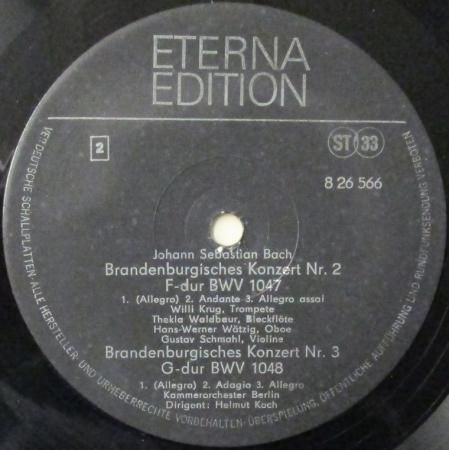 ETERNA
EDITION
2
ST 33
8 26 566
Johann Sebastian Bach
Brandenburgisches Konzert Nr. 2
F-dur BWV 1047
1. (Allegro) 2. Andante 3. Allegro assai
Willi Krug, Trompete
Thekla Waldbaur, Blockflöte
Hans-Werner Wätzig, Oboe
Gustav Schmahl, Violine
Brandenburgisches Konzert Nr. 3
G-dur BWV 1048
1. (Allegro) 2. Adagio 3. Allegro
Kammerorchester Berlin
Dirigent: Helmut Koch
VEB DEUTSCHE SCHALLPLATTEN · ALLE HERSTELLER- UND URHEBERRECHTE VORBEHALTEN · ÜBERSPIELUNG, ÖFFENTLICHE AUFFÜHRUNG UND RUNDFUNKSENDUNG VERBOTEN